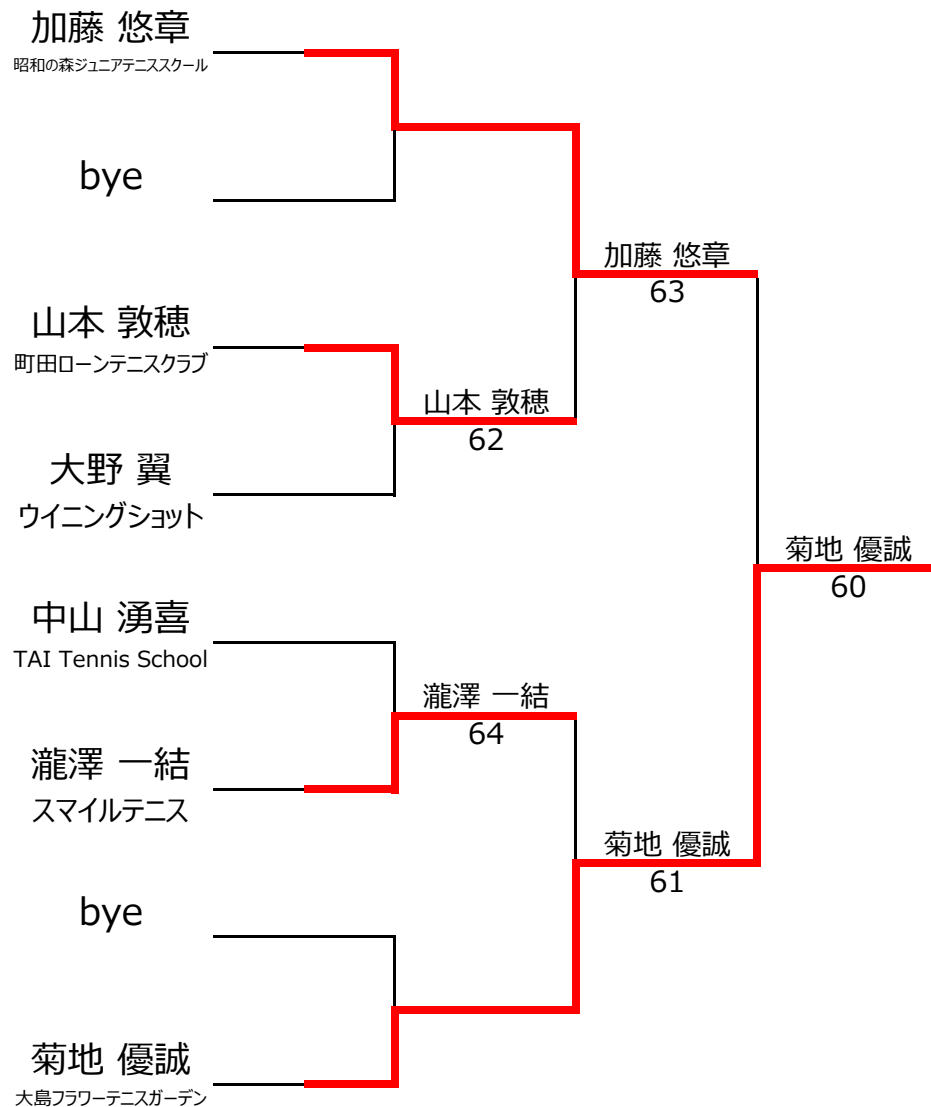 加藤 悠章
昭和の森ジュニアテニススクール
bye
加藤 悠章
63
山本 敦穂
町田ローンテニスクラブ
山本 敦穂
62
大野 翼
ウイニングショット
菊地 優誠
60
中山 湧喜
TAI Tennis School
瀧澤 一結
64
瀧澤 一結
スマイルテニス
菊地 優誠
61
bye
菊地 優誠
大島フラワーテニスガーデン